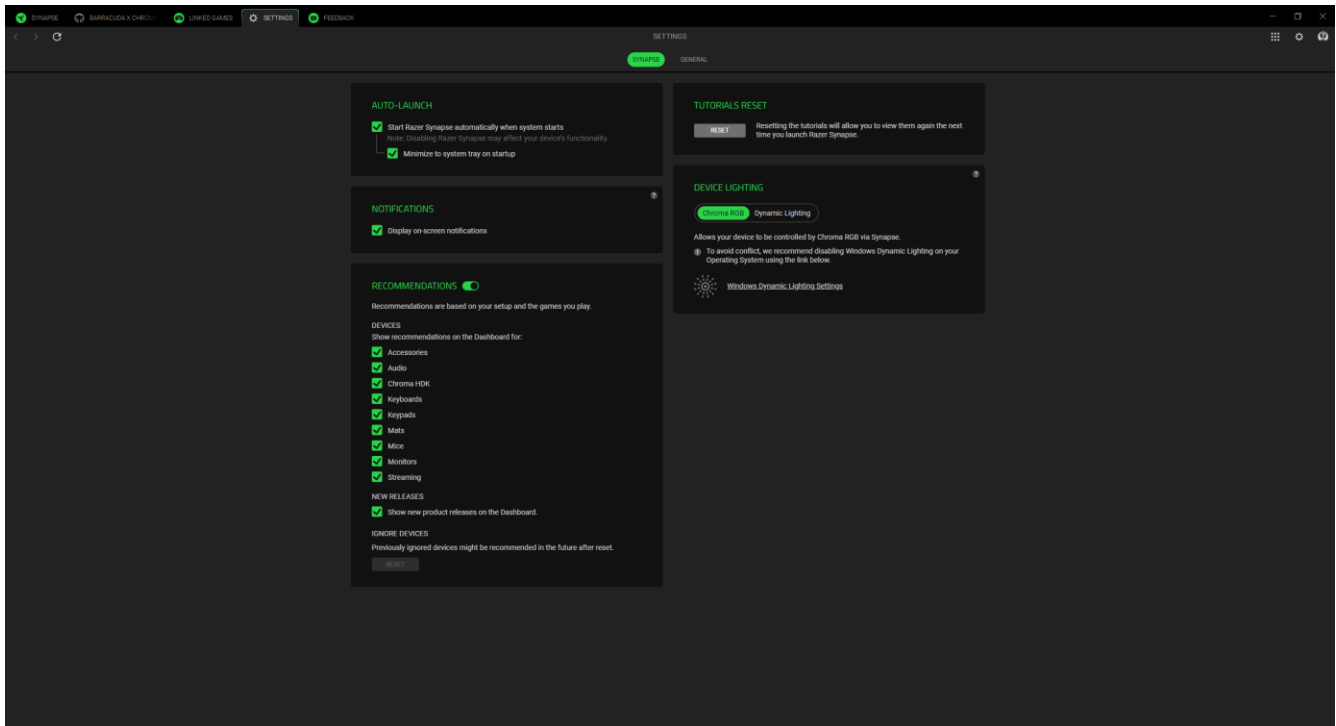 SYNAPSE
BARRACUDA X CHROM
LINKED GAMES
SETTINGS
FEEDBACK
SETTINGS
SYNAPSE
GENERAL
AUTO-LAUNCH
Start Razer Synapse automatically when system starts
Note: Disabling Razer Synapse may affect your device's functionality.
Minimize to system tray on startup
NOTIFICATIONS
Display on-screen notifications
RECOMMENDATIONS
Recommendations are based on your setup and the games you play.
DEVICES
Show recommendations on the Dashboard for:
Accessories
Audio
Chroma HDK
Keyboards
Keypads
Mats
Mice
Monitors
Streaming
NEW RELEASES
Show new product releases on the Dashboard.
IGNORE DEVICES
Previously ignored devices might be recommended in the future after reset.
RESET
TUTORIALS RESET
RESET
Resetting the tutorials will allow you to view them again the next
time you launch Razer Synapse.
DEVICE LIGHTING
Chroma RGB
Dynamic Lighting
Allows your device to be controlled by Chroma RGB via Synapse.
To avoid conflict, we recommend disabling Windows Dynamic Lighting on your
Operating System using the link below.
Windows Dynamic Lighting Settings